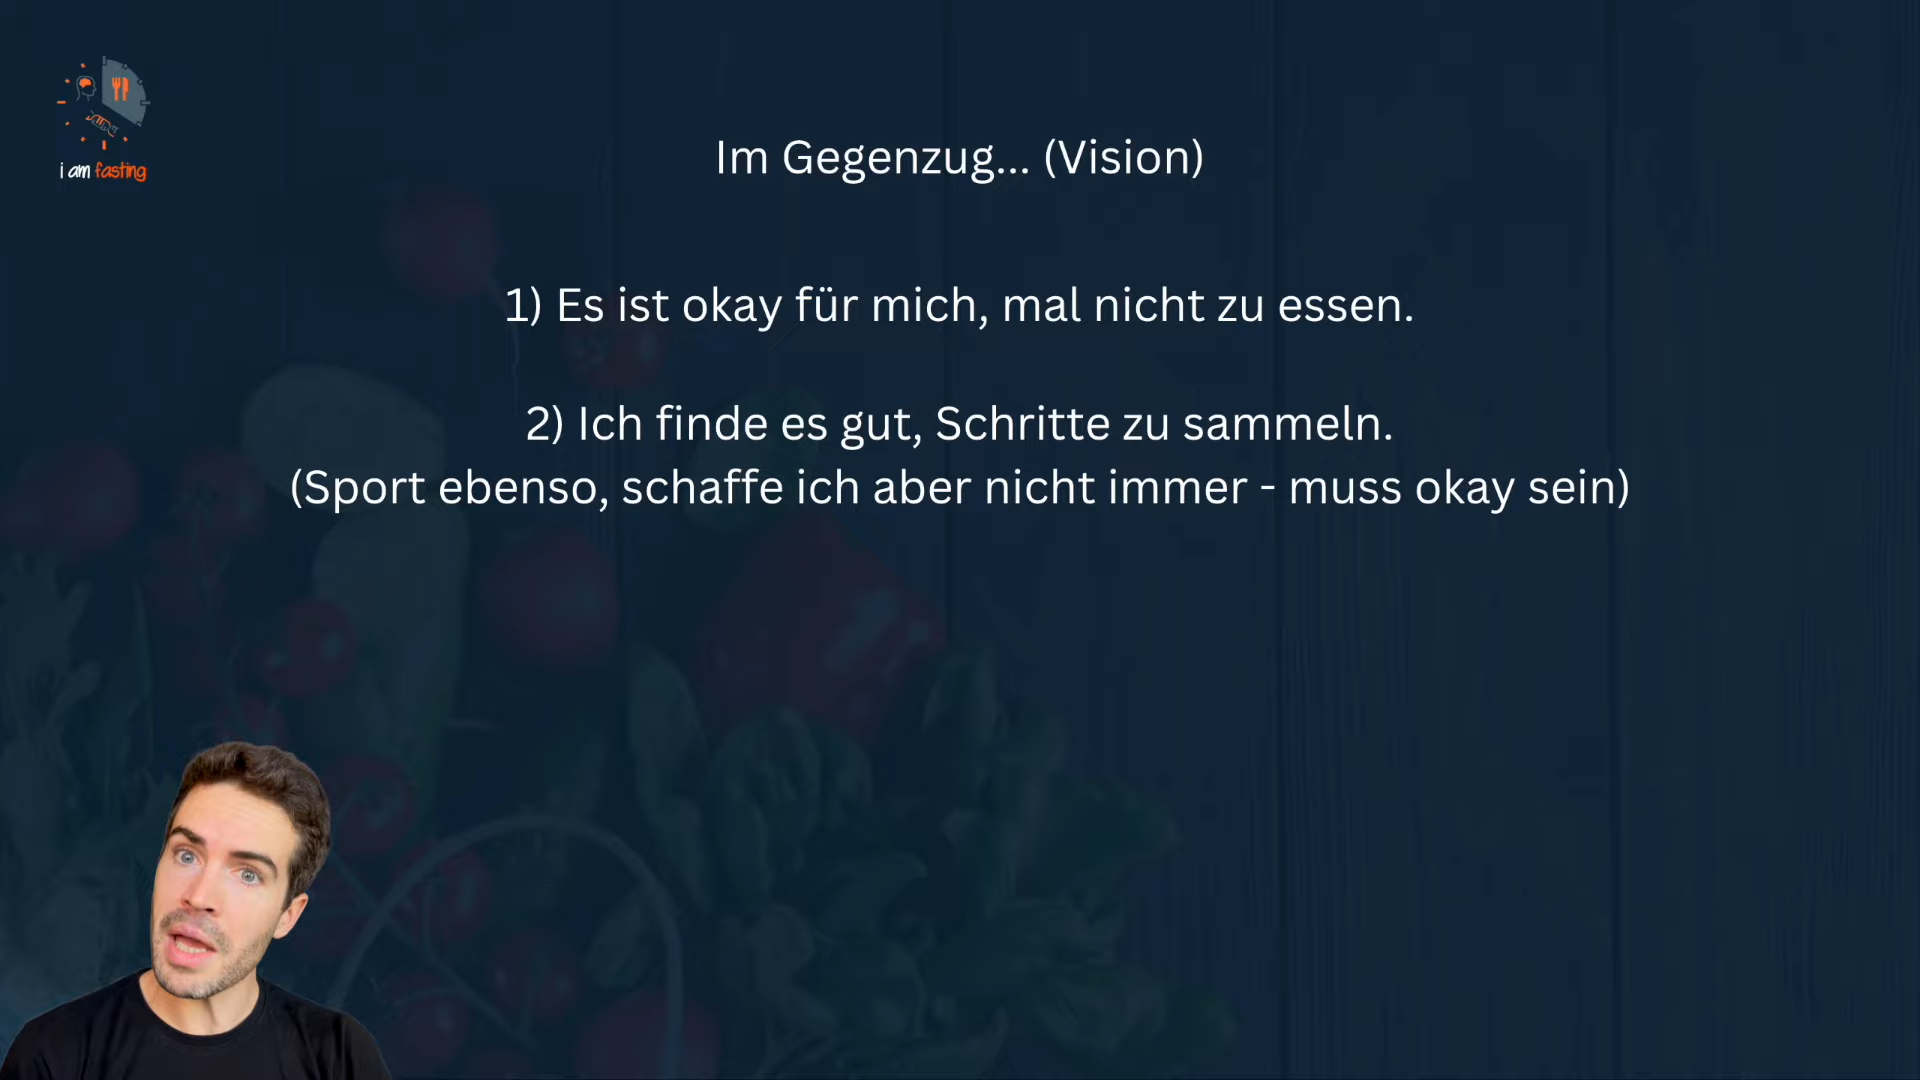 i am fasting
Im Gegenzug... (Vision)
1) Es ist okay für mich, mal nicht zu essen.
2) Ich finde es gut, Schritte zu sammeln.
(Sport ebenso, schaffe ich aber nicht immer - muss okay sein)